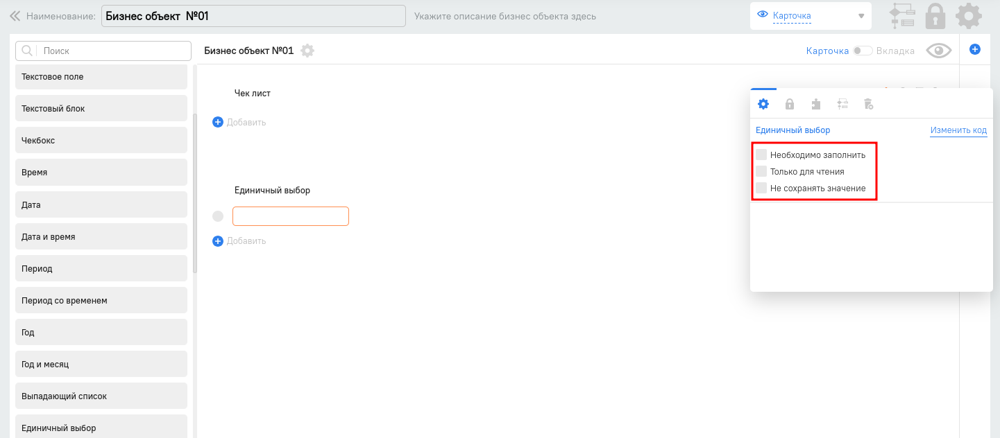 Наименование:
Бизнес объект №01
Укажите описание бизнес объекта здесь
Карточка
Поиск
Бизнес объект №01
Карточка
Вкладка
Текстовое поле
Текстовый блок
Чекбокс
Время
Дата
Дата и время
Период
Период со временем
Год
Год и месяц
Выпадающий список
Единичный выбор
Чек лист
Добавить
Единичный выбор
Добавить
Единичный выбор
Изменить код
Необходимо заполнить
Только для чтения
Не сохранять значение